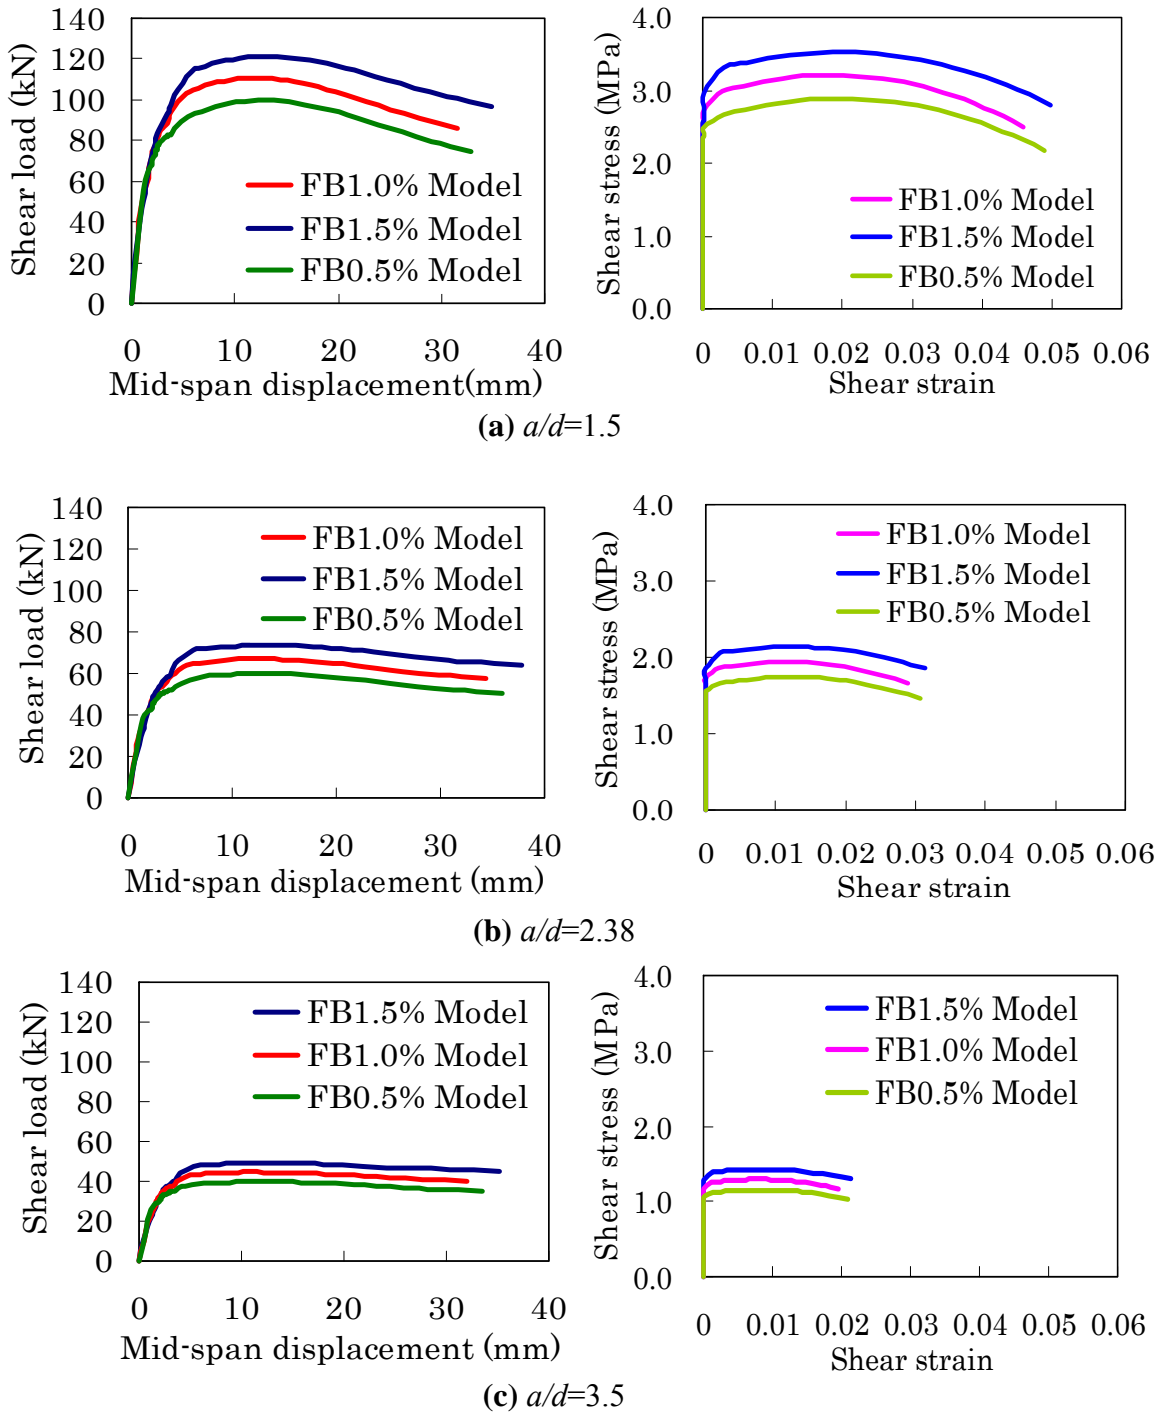 Shear load (kN)
140
120
100
80
60
40
20
0
FB1.0% Model
FB1.5% Model
FB0.5% Model
0 10 20 30 40
Mid-span displacement(mm)
Shear stress (MPa)
4.0
3.0
2.0
1.0
0.0
FB1.0% Model
FB1.5% Model
FB0.5% Model
0 0.01 0.02 0.03 0.04 0.05 0.06
Shear strain
(a) a/d=1.5
Shear load (kN)
140
120
100
80
60
40
20
0
FB1.0% Model
FB1.5% Model
FB0.5% Model
0 10 20 30 40
Mid-span displacement (mm)
Shear stress (MPa)
4.0
3.0
2.0
1.0
0.0
FB1.0% Model
FB1.5% Model
FB0.5% Model
0 0.01 0.02 0.03 0.04 0.05 0.06
Shear strain
(b) a/d=2.38
Shear load (kN)
140
120
100
80
60
40
20
0
FB1.5% Model
FB1.0% Model
FB0.5% Model
0 10 20 30 40
Mid-span displacement (mm)
Shear stress (MPa)
4.0
3.0
2.0
1.0
0.0
FB1.5% Model
FB1.0% Model
FB0.5% Model
0 0.01 0.02 0.03 0.04 0.05 0.06
Shear strain
(c) a/d=3.5